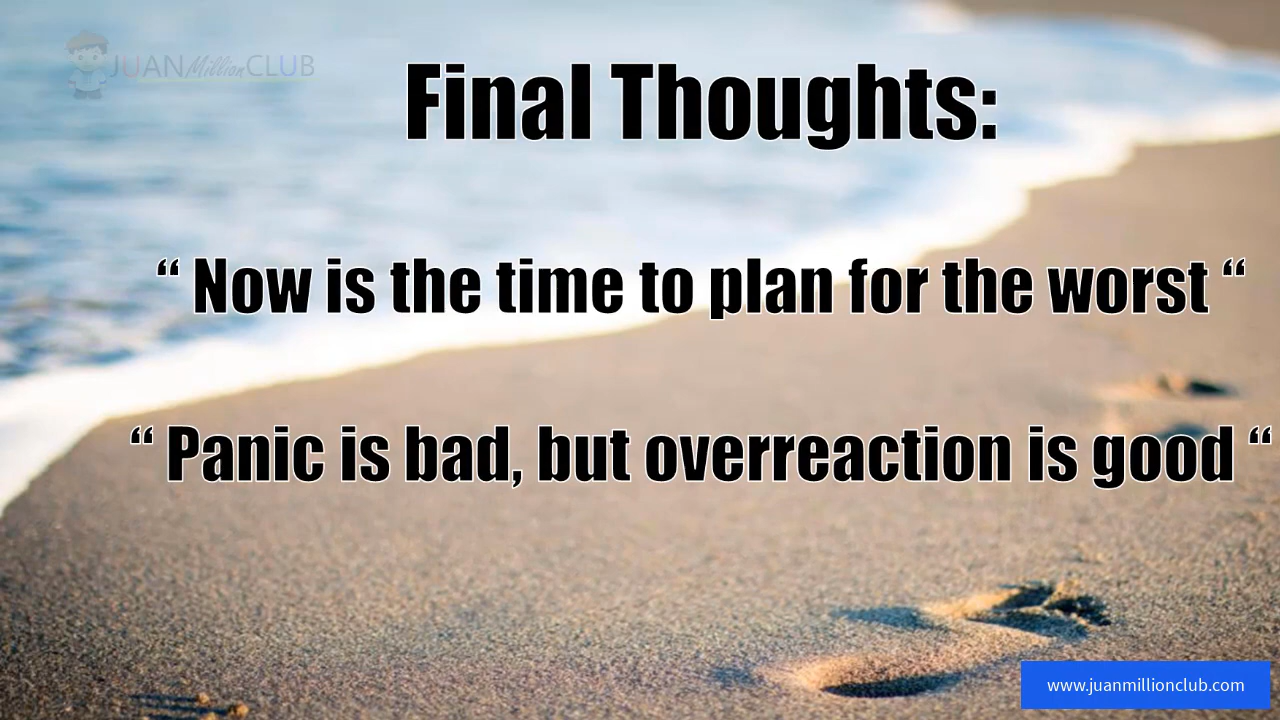 JUAN Million CLUB
Final Thoughts:
“ Now is the time to plan for the worst “
“ Panic is bad, but overreaction is good “
www.juanmillionclub.com